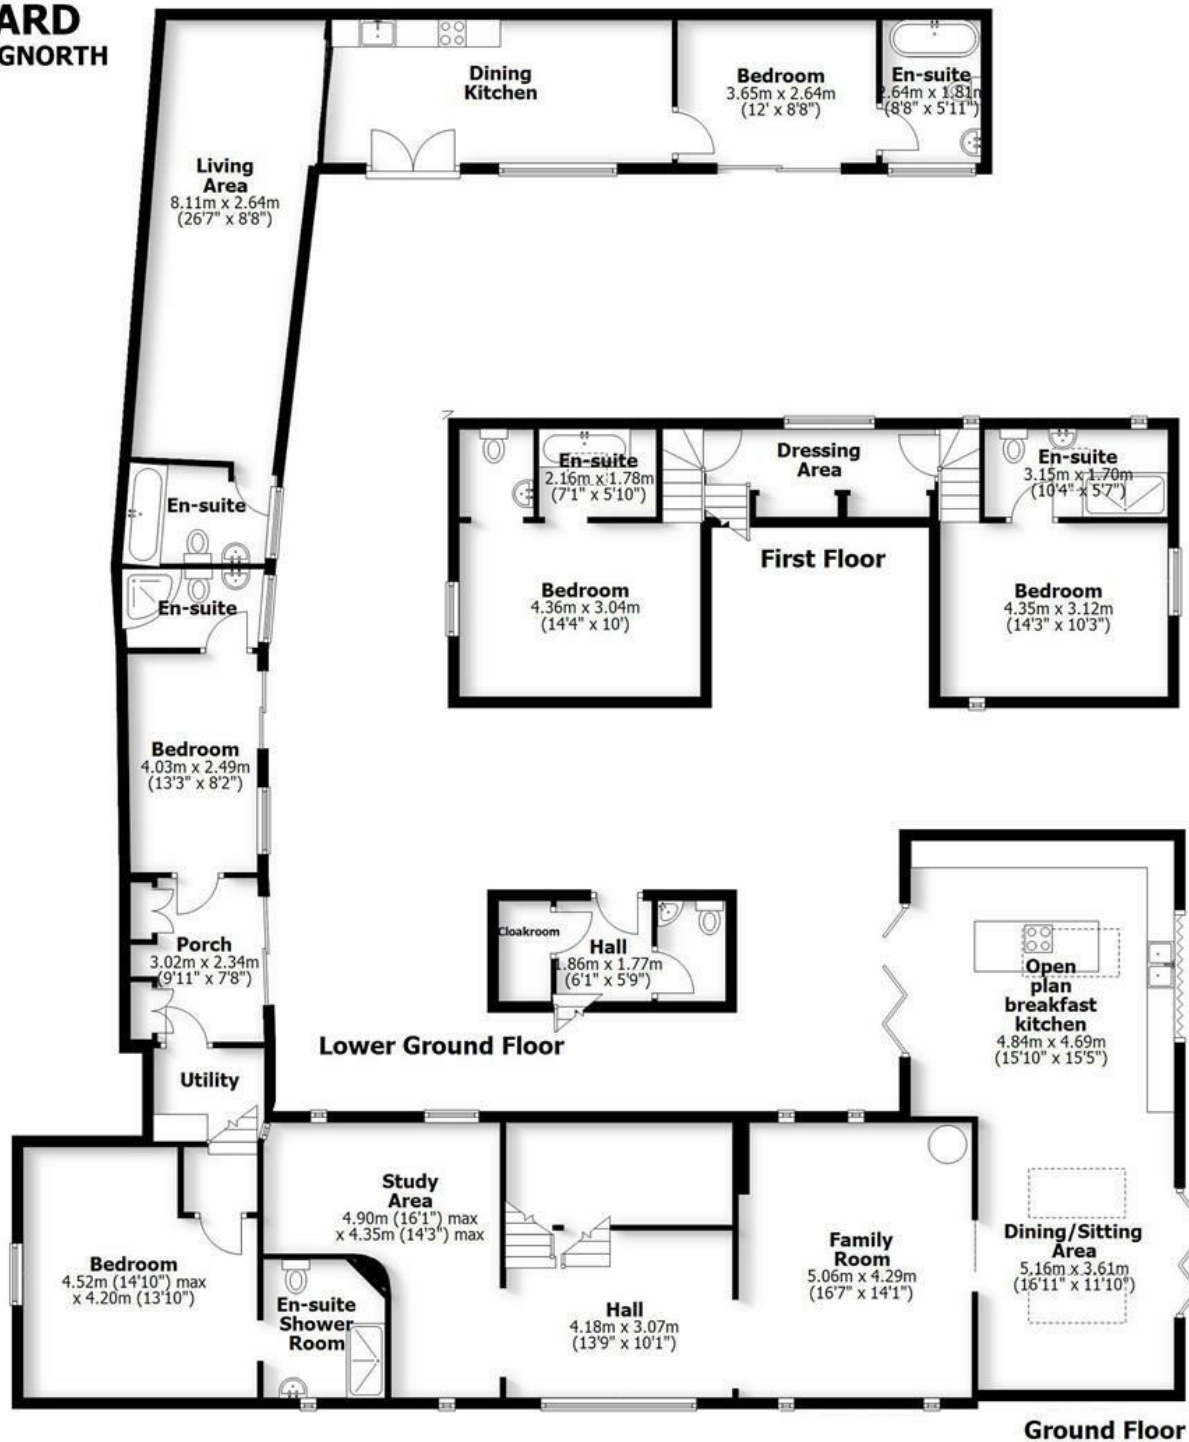 ARD
GNORTH
Dining
Kitchen
Bedroom
3.65m x 2.64m
(12' x 8'8")
En-suite
2.64m x 1.81m
(8'8" x 5'11")
Living
Area
8.11m x 2.64m
(26'7" x 8'8")
En-suite
En-suite
Bedroom
4.03m x 2.49m
(13'3" x 8'2")
Porch
3.02m x 2.34m
(9'11" x 7'8")
Utility
En-suite
2.16m x 1.78m
(7'1" x 5'10")
Dressing
Area
En-suite
3.15m x 1.70m
(10'4" x 5'7")
First Floor
Bedroom
4.36m x 3.04m
(14'4" x 10')
Bedroom
4.35m x 3.12m
(14'3" x 10'3")
Cloakroom
Hall
1.86m x 1.77m
(6'1" x 5'9")
Lower Ground Floor
Open
plan
breakfast
kitchen
4.84m x 4.69m
(15'10" x 15'5")
Bedroom
4.52m (14'10") max
x 4.20m (13'10")
Study
Area
4.90m (16'1") max
x 4.35m (14'3") max
En-suite
Shower
Room
Hall
4.18m x 3.07m
(13'9" x 10'1")
Family
Room
5.06m x 4.29m
(16'7" x 14'1")
Dining/Sitting
Area
5.16m x 3.61m
(16'11" x 11'10")
Ground Floor